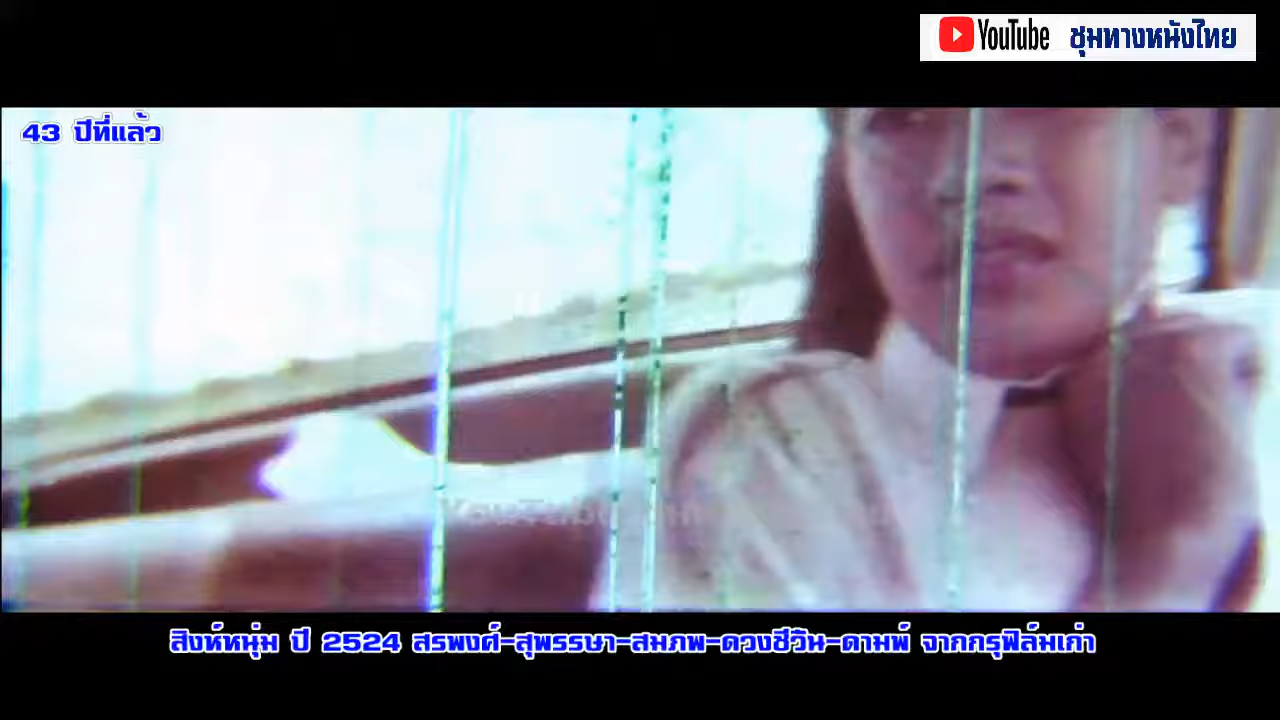 YouTube ชุมทางหนังไทย
43 ปีที่แล้ว
สิงห์หนุ่ม ปี 2524 สรพงศ์-สุพรรษา-สมภพ-ดวงชีวัน-ดามพ์ จากกรุฟิล์มเก่า